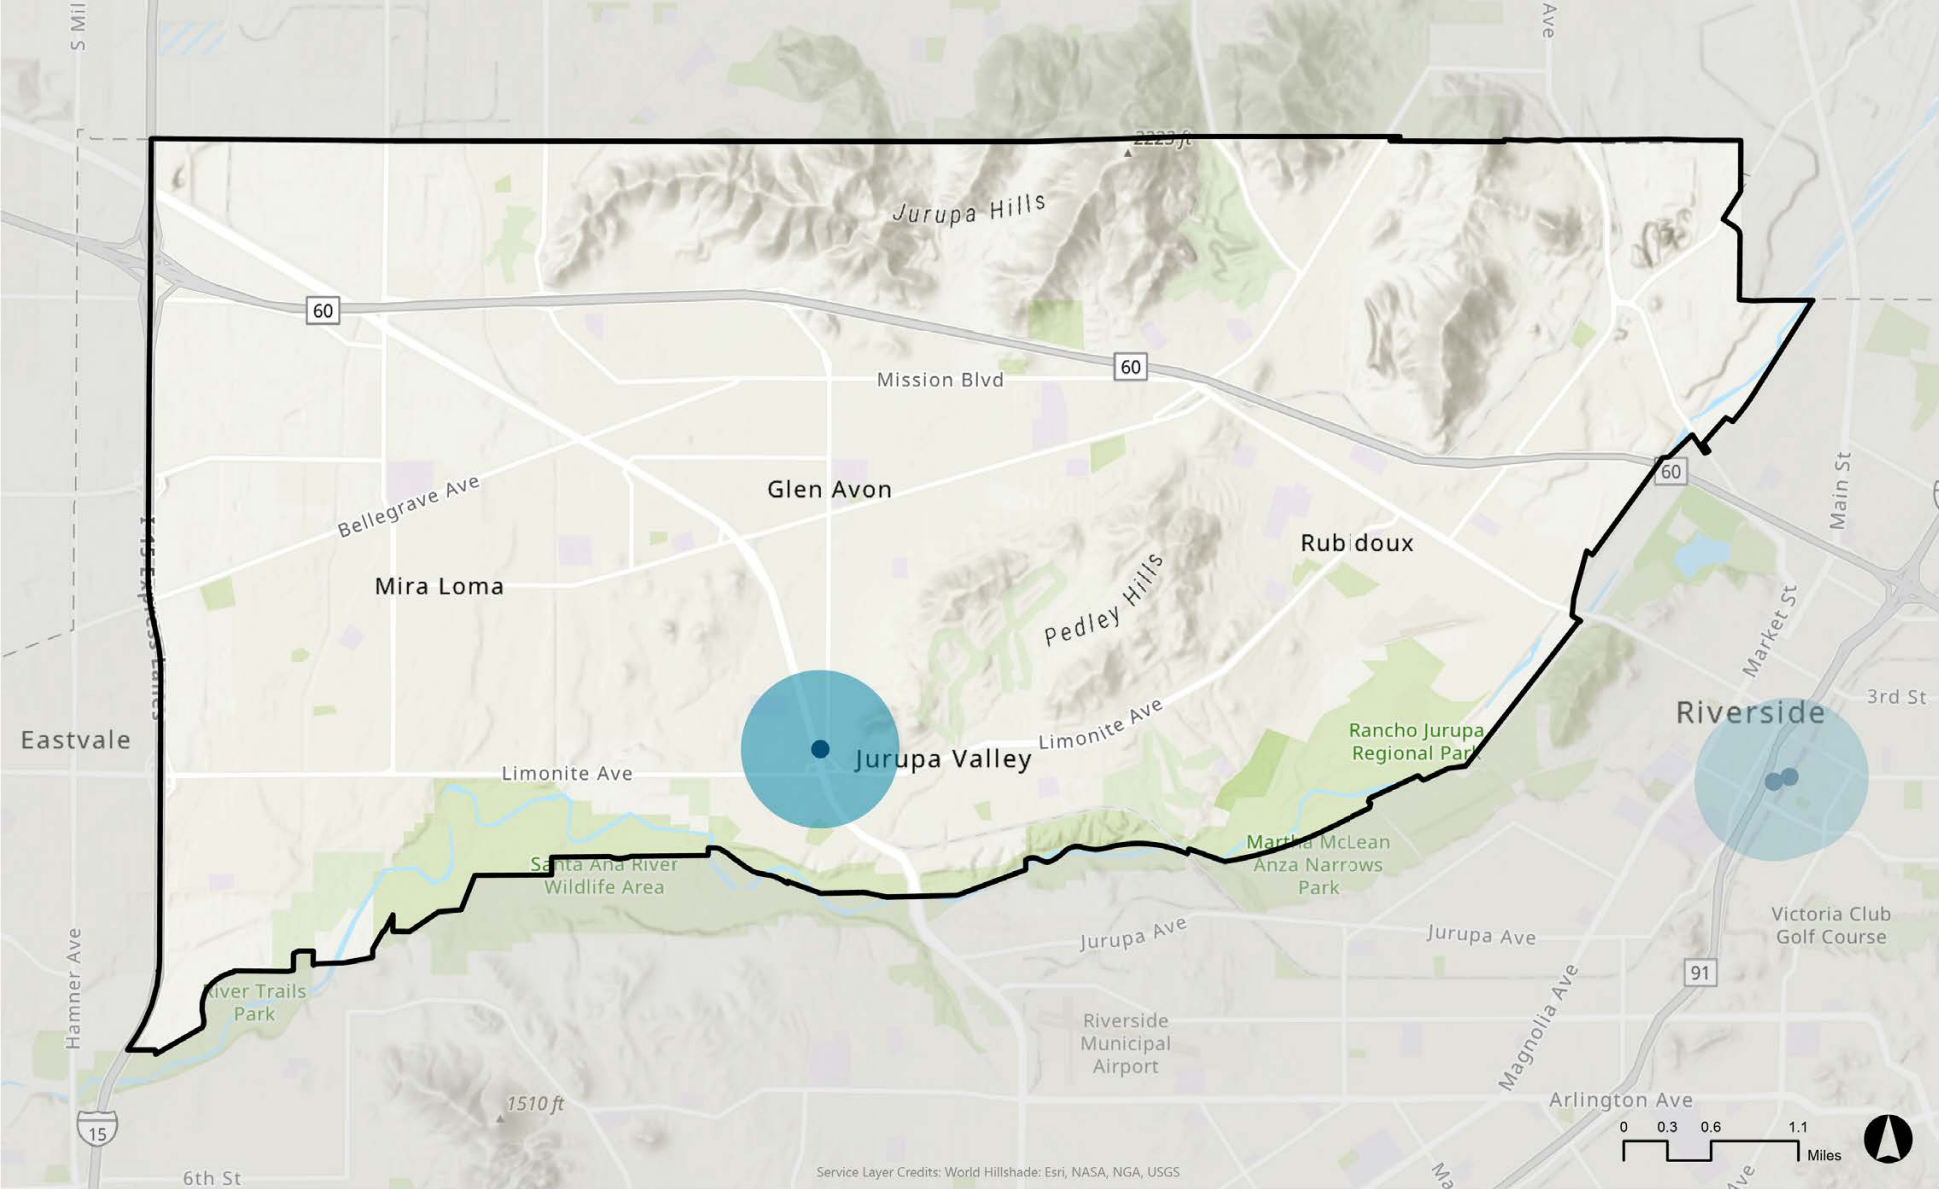 S Mil
Ave
2223 ft
Jurupa Hills
60
60
Mission Blvd
60
Main St
Glen Avon
Bellegrave Ave
Rubidoux
Mira Loma
Pedley Hills
I-15 Express Lanes
Market St
3rd St
Riverside
Eastvale
Limonite Ave
Rancho Jurupa
Regional Park
Jurupa Valley
Limonite Ave
Martha McLean
Anza Narrows
Park
Santa Ana River
Wildlife Area
Victoria Club
Golf Course
Jurupa Ave
Jurupa Ave
Hamner Ave
91
River Trails
Park
Magnolia Ave
Riverside
Municipal
Airport
1510 ft
Arlington Ave
15
0 0.3 0.6 1.1
Miles
6th St
Service Layer Credits: World Hillshade: Esri, NASA, NGA, USGS
Ma
Ave